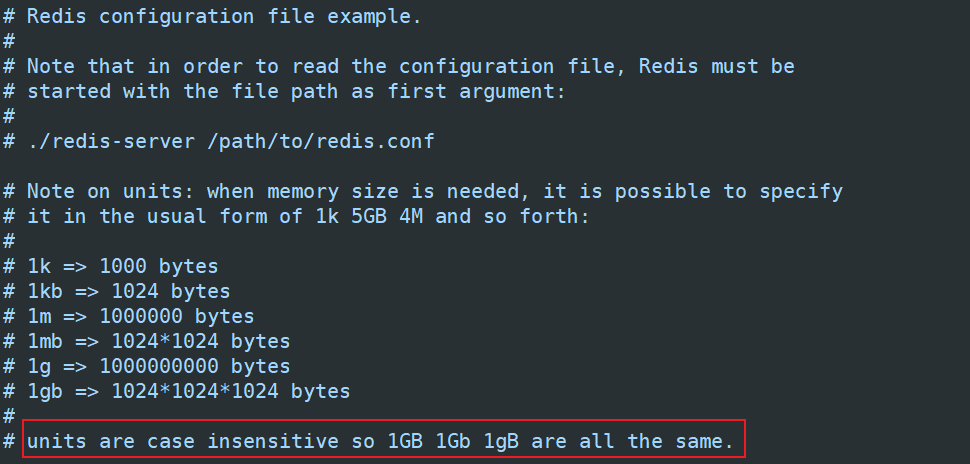 # Redis configuration file example.
#
# Note that in order to read the configuration file, Redis must be
# started with the file path as first argument:
#
# ./redis-server /path/to/redis.conf
# Note on units: when memory size is needed, it is possible to specify
# it in the usual form of 1k 5GB 4M and so forth:
#
# 1k => 1000 bytes
# 1kb => 1024 bytes
# 1m => 1000000 bytes
# 1mb => 1024*1024 bytes
# 1g => 1000000000 bytes
# 1gb => 1024*1024*1024 bytes
#
# units are case insensitive so 1GB 1Gb 1gB are all the same.